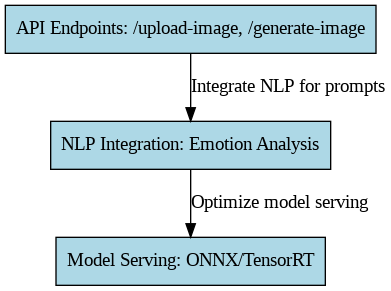 API Endpoints: /upload-image, /generate-image
Integrate NLP for prompts
NLP Integration: Emotion Analysis
Optimize model serving
Model Serving: ONNX/TensorRT